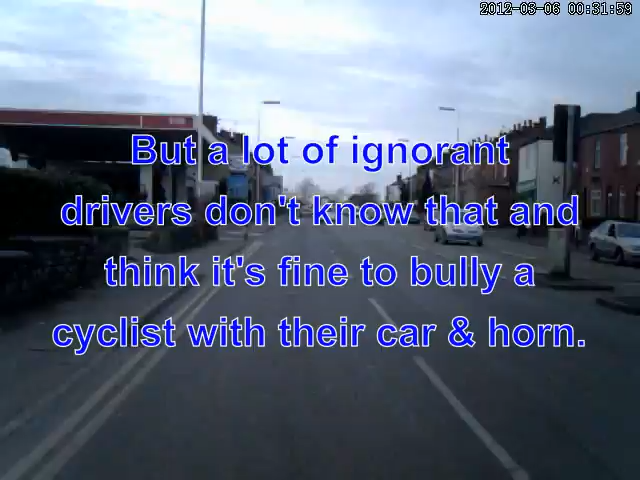 2012-03-06 00:31:59
But a lot of ignorant
drivers don't know that and
think it's fine to bully a
cyclist with their car & horn.